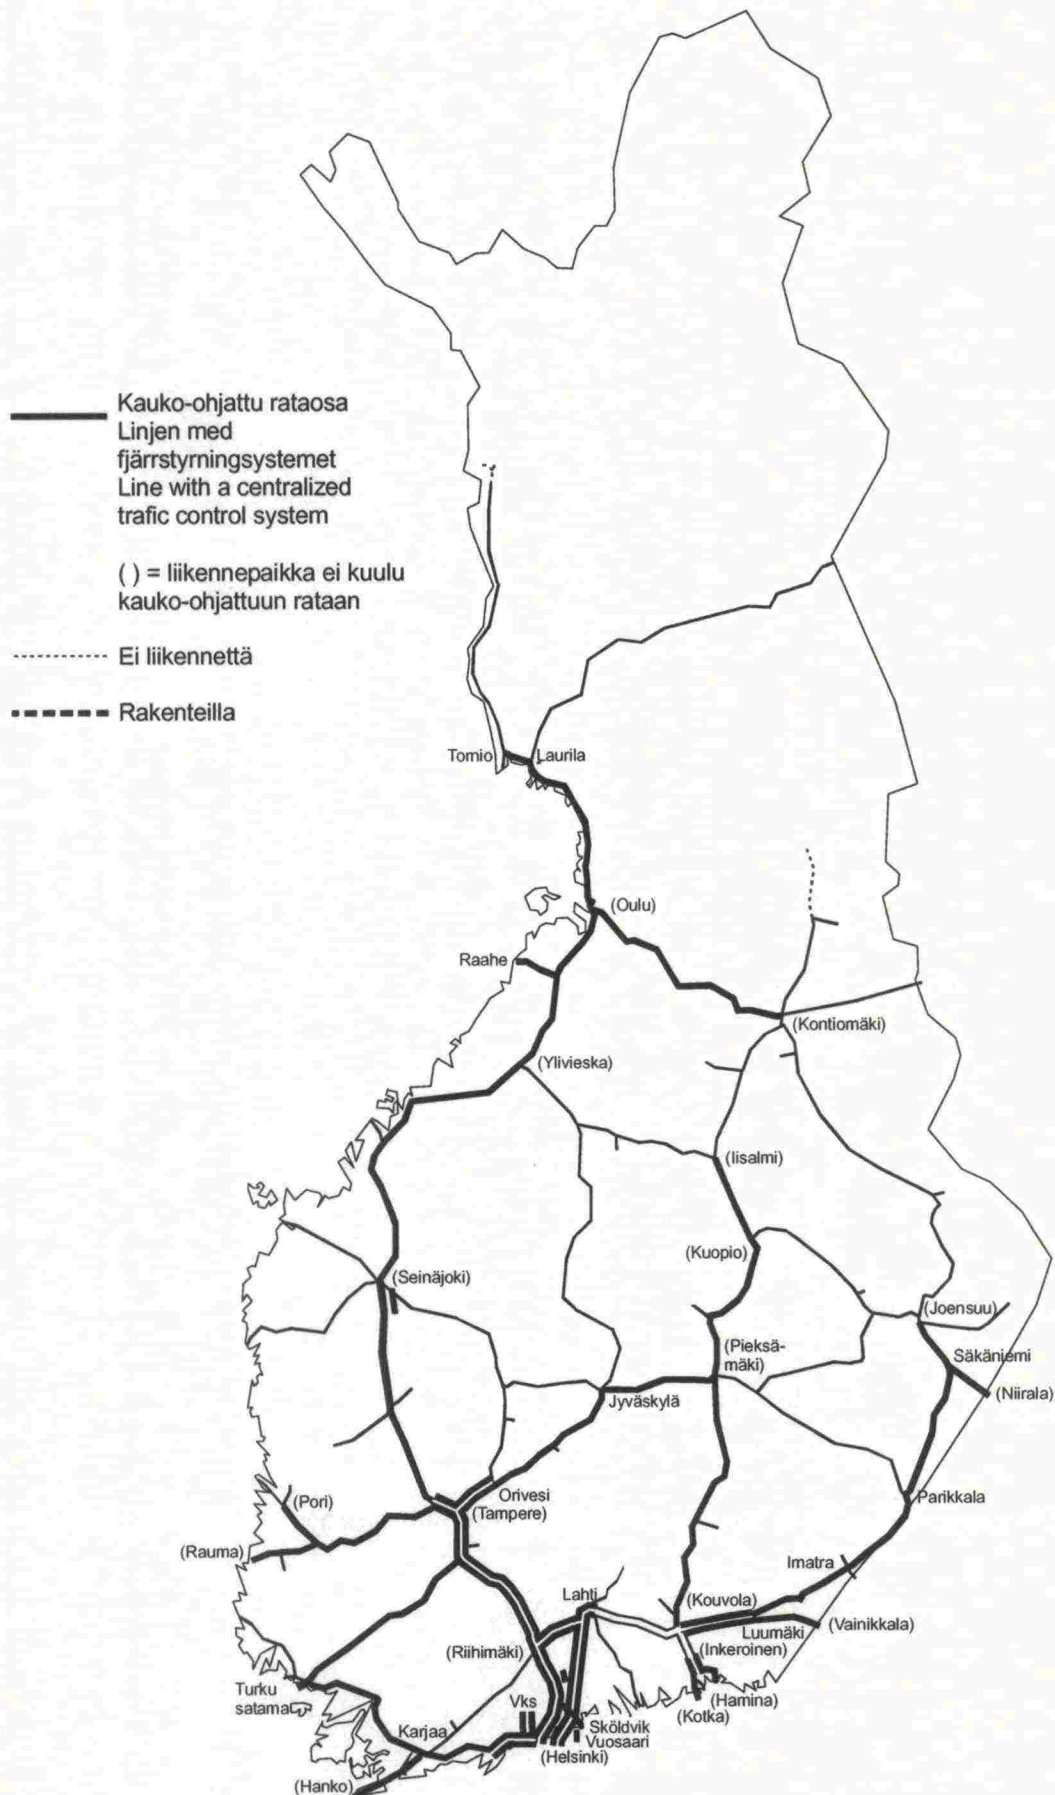 Kauko-ohjattu rataosa
Linjen med
fjärrstyrningsystemet
Line with a centralized
trafic control system
( ) = liikennepaikka ei kuulu
kauko-ohjattuun rataan
Ei liikennettä
Rakenteilla
Tornio
Laurila
(Oulu)
Raahe
(Kontiomäki)
(Ylivieska)
(Iisalmi)
(Kuopio)
(Seinäjoki)
(Joensuu)
(Pieksä-
mäki)
Säkäniemi
(Niirala)
Jyväskylä
Orivesi
(Tampere)
(Pori)
Parikkala
(Rauma)
Imatra
Lahti
(Kouvola)
Luumäki
(Vainikkala)
(Inkeroinen)
(Riihimäki)
Turku
satama
Vks
(Hamina)
(Kotka)
Karjaa
Sköldvik
Vuosaari
(Helsinki)
(Hanko)